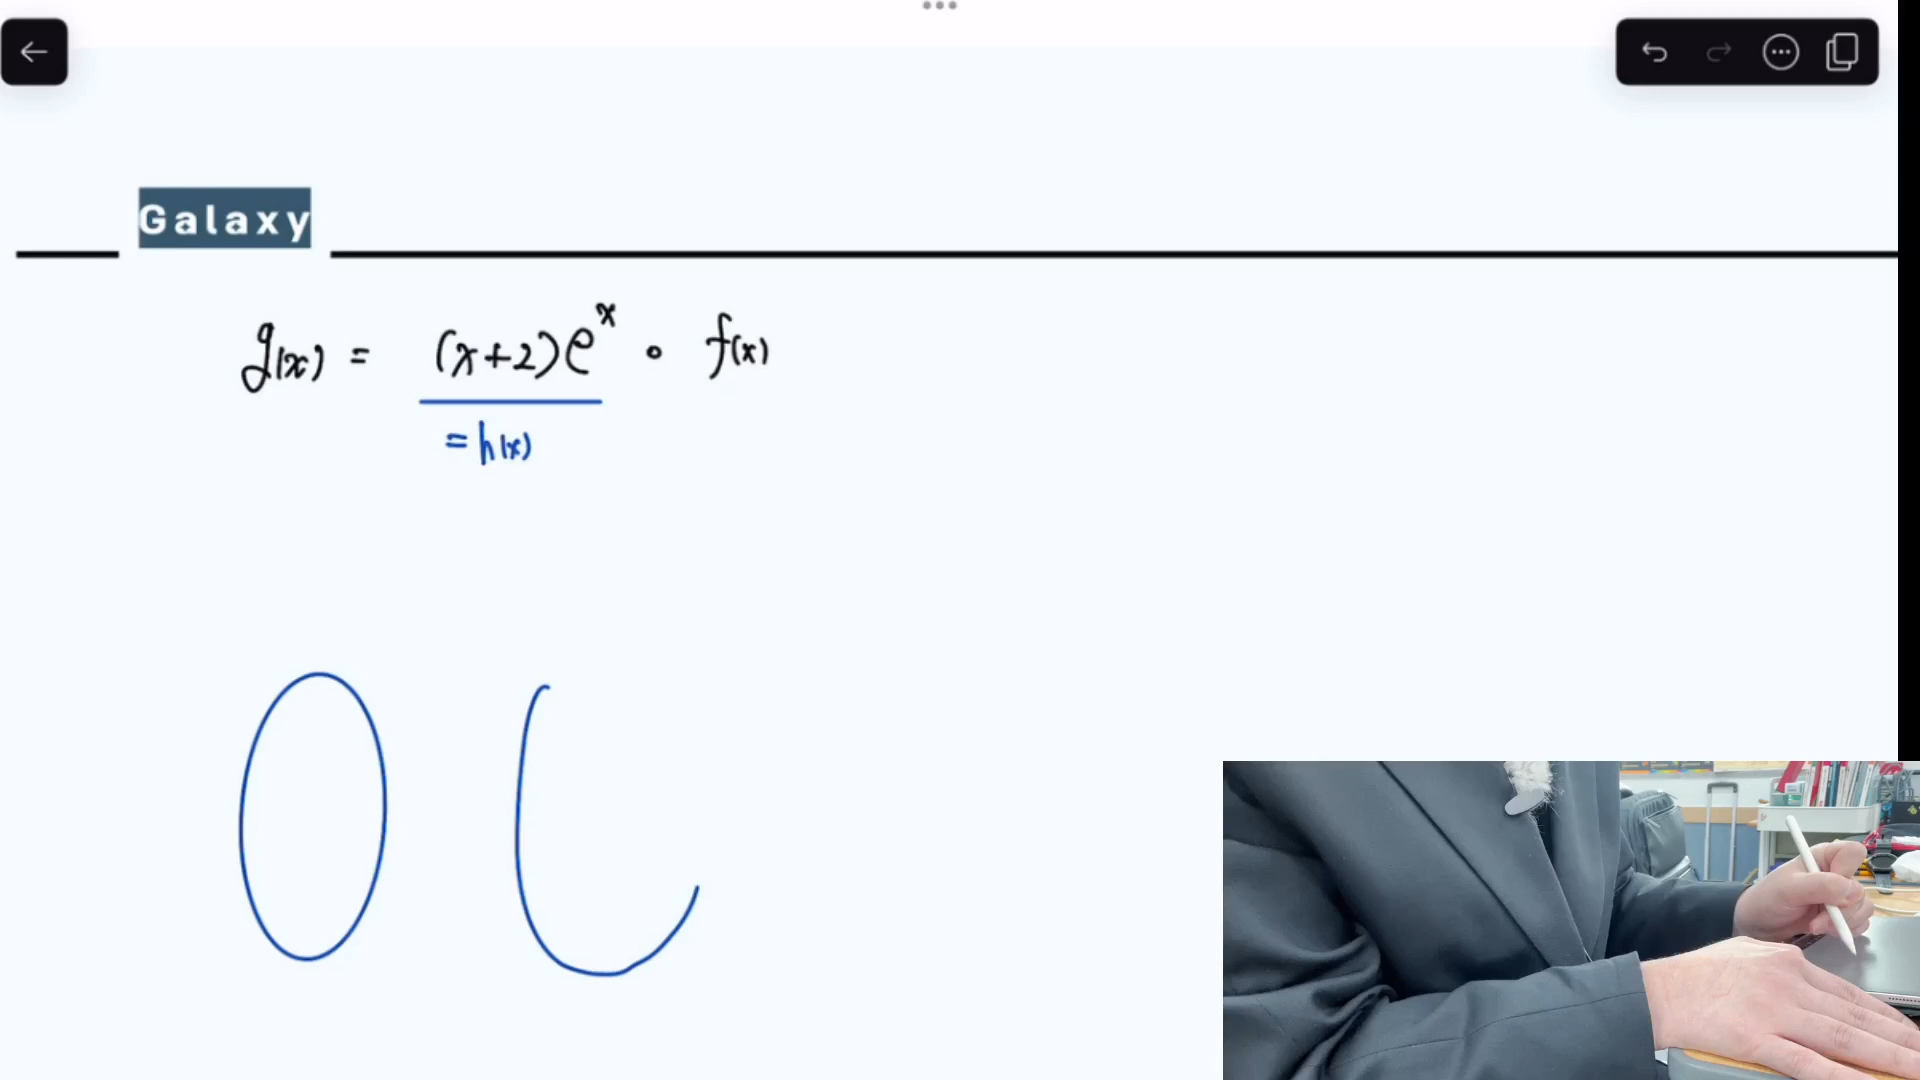 Galaxy
g(x) = (x+2)e^x ∘ f(x)
= h(x)